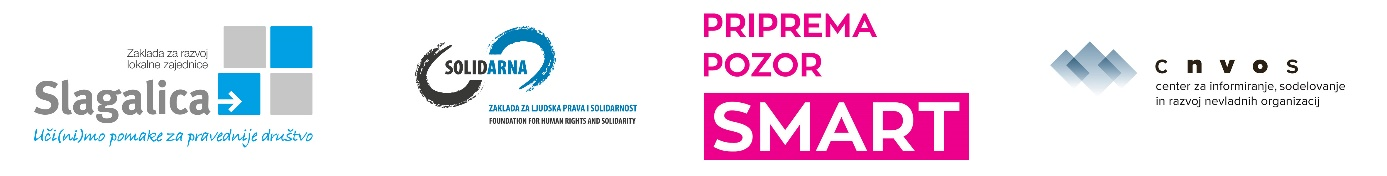 Zaklada za razvoj
lokalne zajednice
Slagalica
Uči(ni)mo pomake za pravednije društvo
SOLIDARNA
ZAKLADA ZA LJUDSKA PRAVA I SOLIDARNOST
FOUNDATION FOR HUMAN RIGHTS AND SOLIDARITY
PRIPREMA
POZOR
SMART
cnvos
center za informiranje, sodelovanje
in razvoj nevladnih organizacij